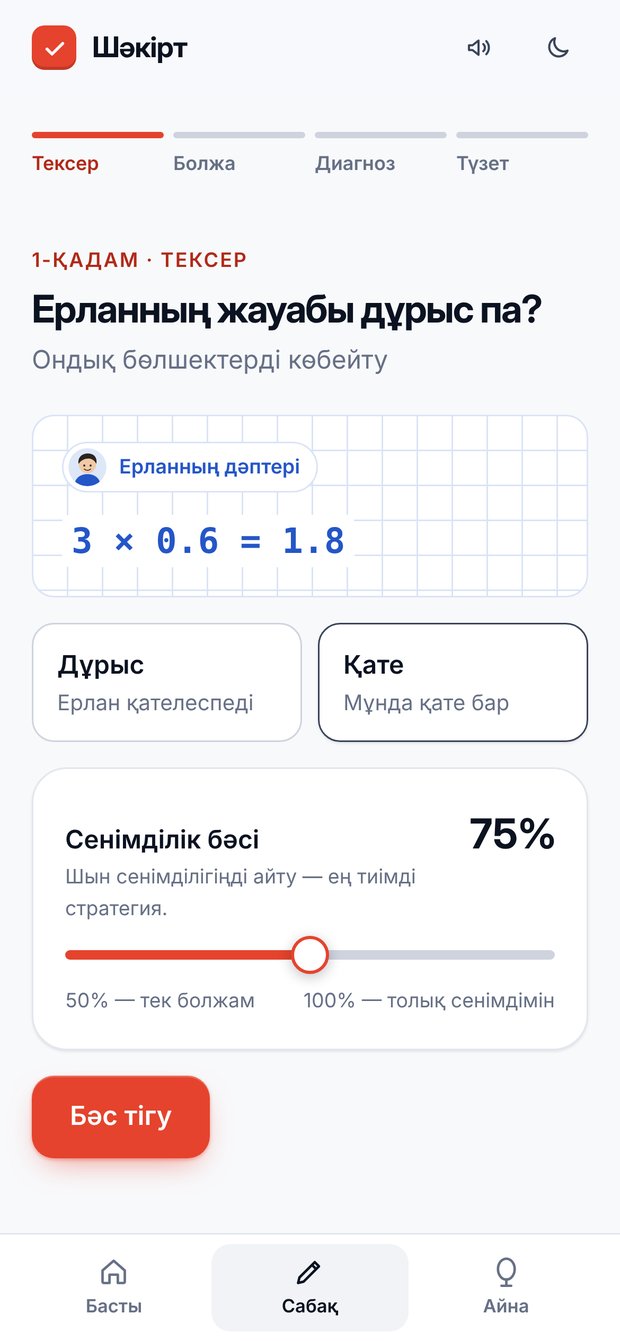 Шәкірт
Тексер
Болжа
Диагноз
Түзет
1-ҚАДАМ · ТЕКСЕР
Ерланның жауабы дұрыс па?
Ондық бөлшектерді көбейту
Ерланның дәптері
3 × 0.6 = 1.8
Дұрыс
Ерлан қателеспеді
Қате
Мұнда қате бар
Сенімділік бәсі
75%
Шын сенімділігіңді айту — ең тиімді
стратегия.
50% — тек болжам
100% — толық сенімдімін
Бәс тігу
Басты
Сабақ
Айна